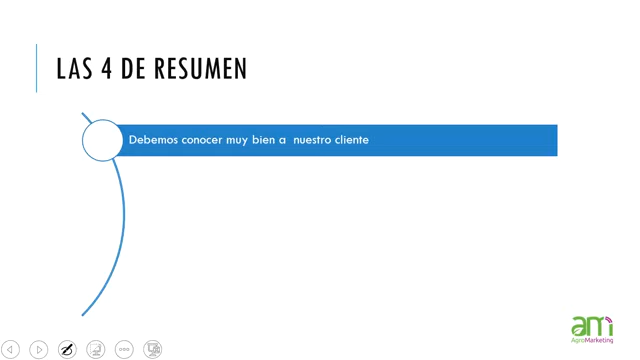 LAS 4 DE RESUMEN
Debemos conocer muy bien a nuestro cliente
ami
AgroMarketing